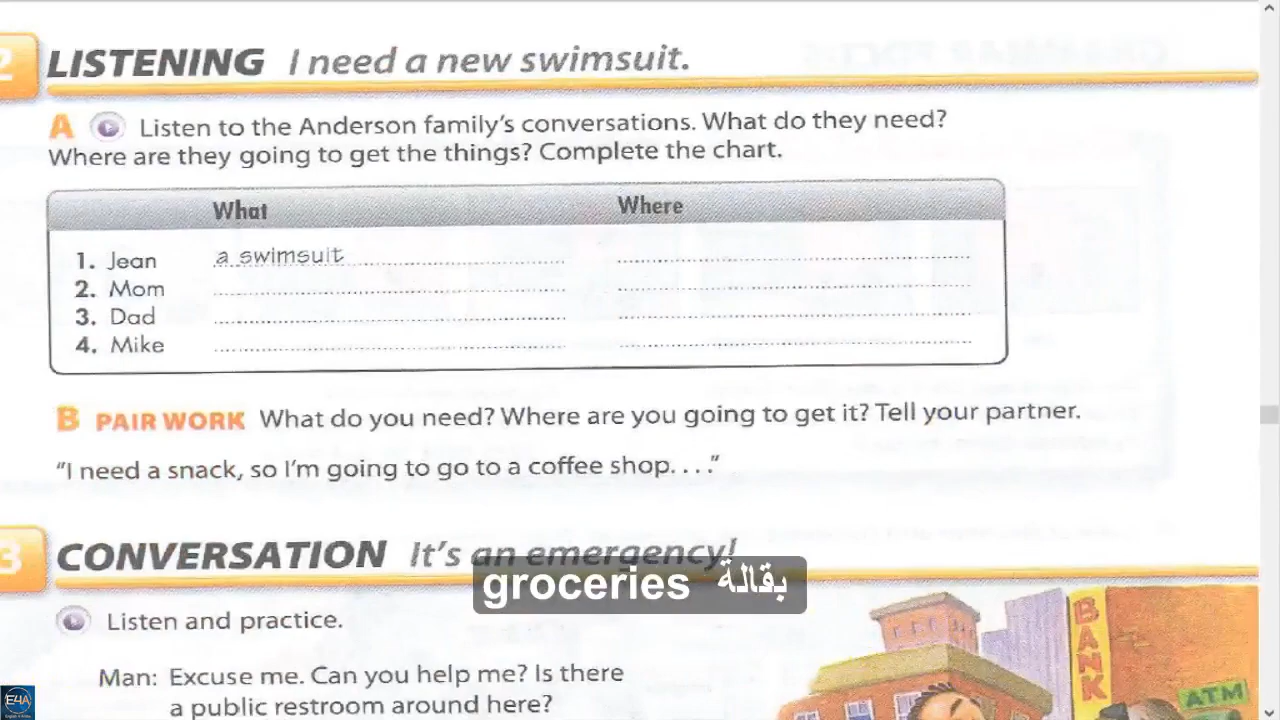 2 LISTENING I need a new swimsuit.
A Listen to the Anderson family's conversations. What do they need?
Where are they going to get the things? Complete the chart.
What Where
1. Jean a swimsuit
2. Mom
3. Dad
4. Mike
B PAIR WORK What do you need? Where are you going to get it? Tell your partner.
"I need a snack, so I'm going to go to a coffee shop. . . ."
3 CONVERSATION It's an emergency!
groceries بقالة
Listen and practice.
Man: Excuse me. Can you help me? Is there
a public restroom around here?
BANK
ATM
E4A